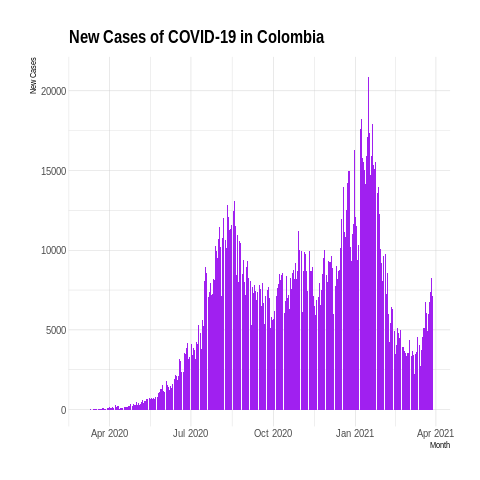 New Cases of COVID-19 in Colombia
New Cases
20000
15000
10000
5000
0
Apr 2020
Jul 2020
Oct 2020
Jan 2021
Apr 2021
Month